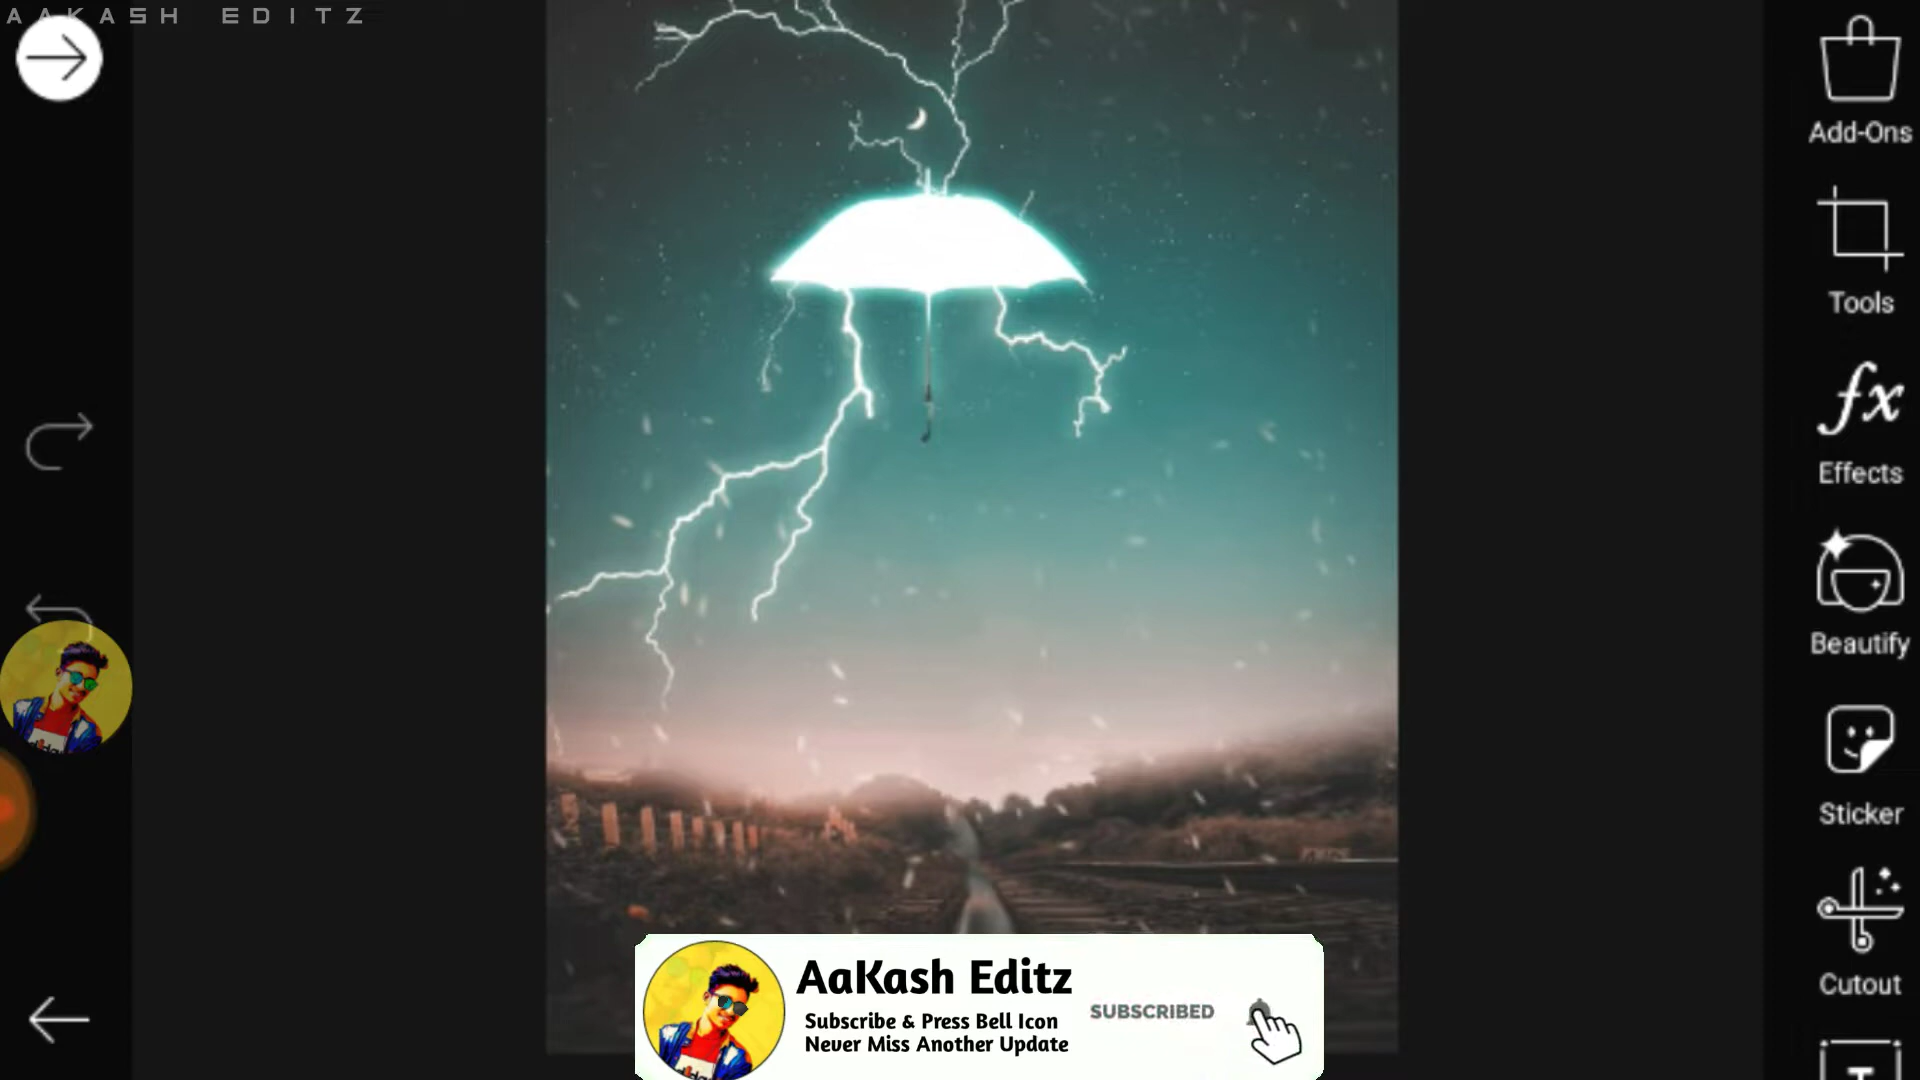 AAKASH EDITZ
Add-Ons
Tools
fx
Effects
Beautify
Sticker
Cutout
T
AaKash Editz
Subscribe & Press Bell Icon
Never Miss Another Update
SUBSCRIBED